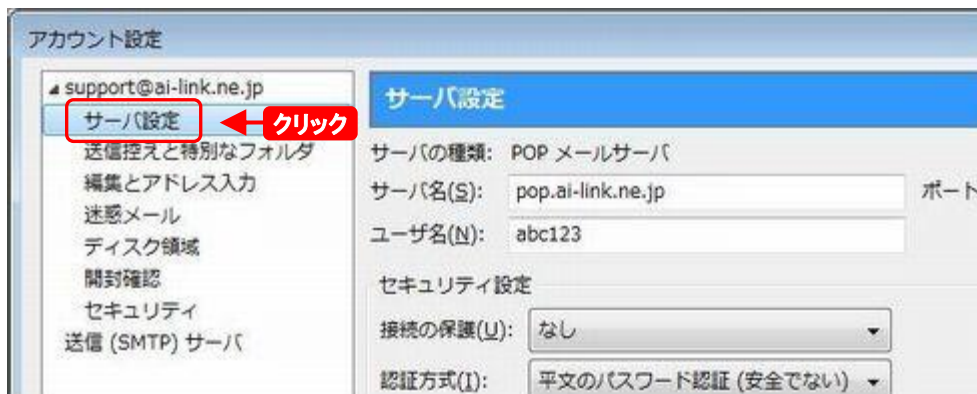 アカウント設定
support@ai-link.ne.jp
サーバ設定
クリック
送信控えと特別なフォルダ
編集とアドレス入力
迷惑メール
ディスク領域
開封確認
セキュリティ
送信 (SMTP) サーバ
サーバ設定
サーバの種類: POP メールサーバ
サーバ名(S): pop.ai-link.ne.jp ポート
ユーザ名(N): abc123
セキュリティ設定
接続の保護(U): なし
認証方式(I): 平文のパスワード認証 (安全でない)